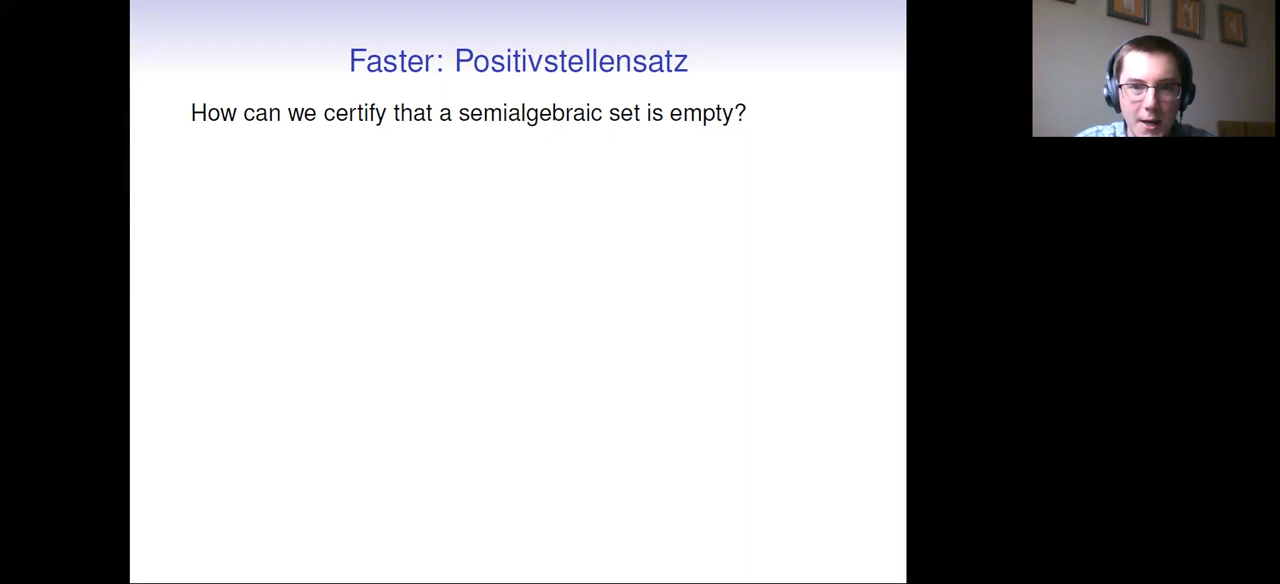 Faster: Positivstellensatz
How can we certify that a semialgebraic set is empty?